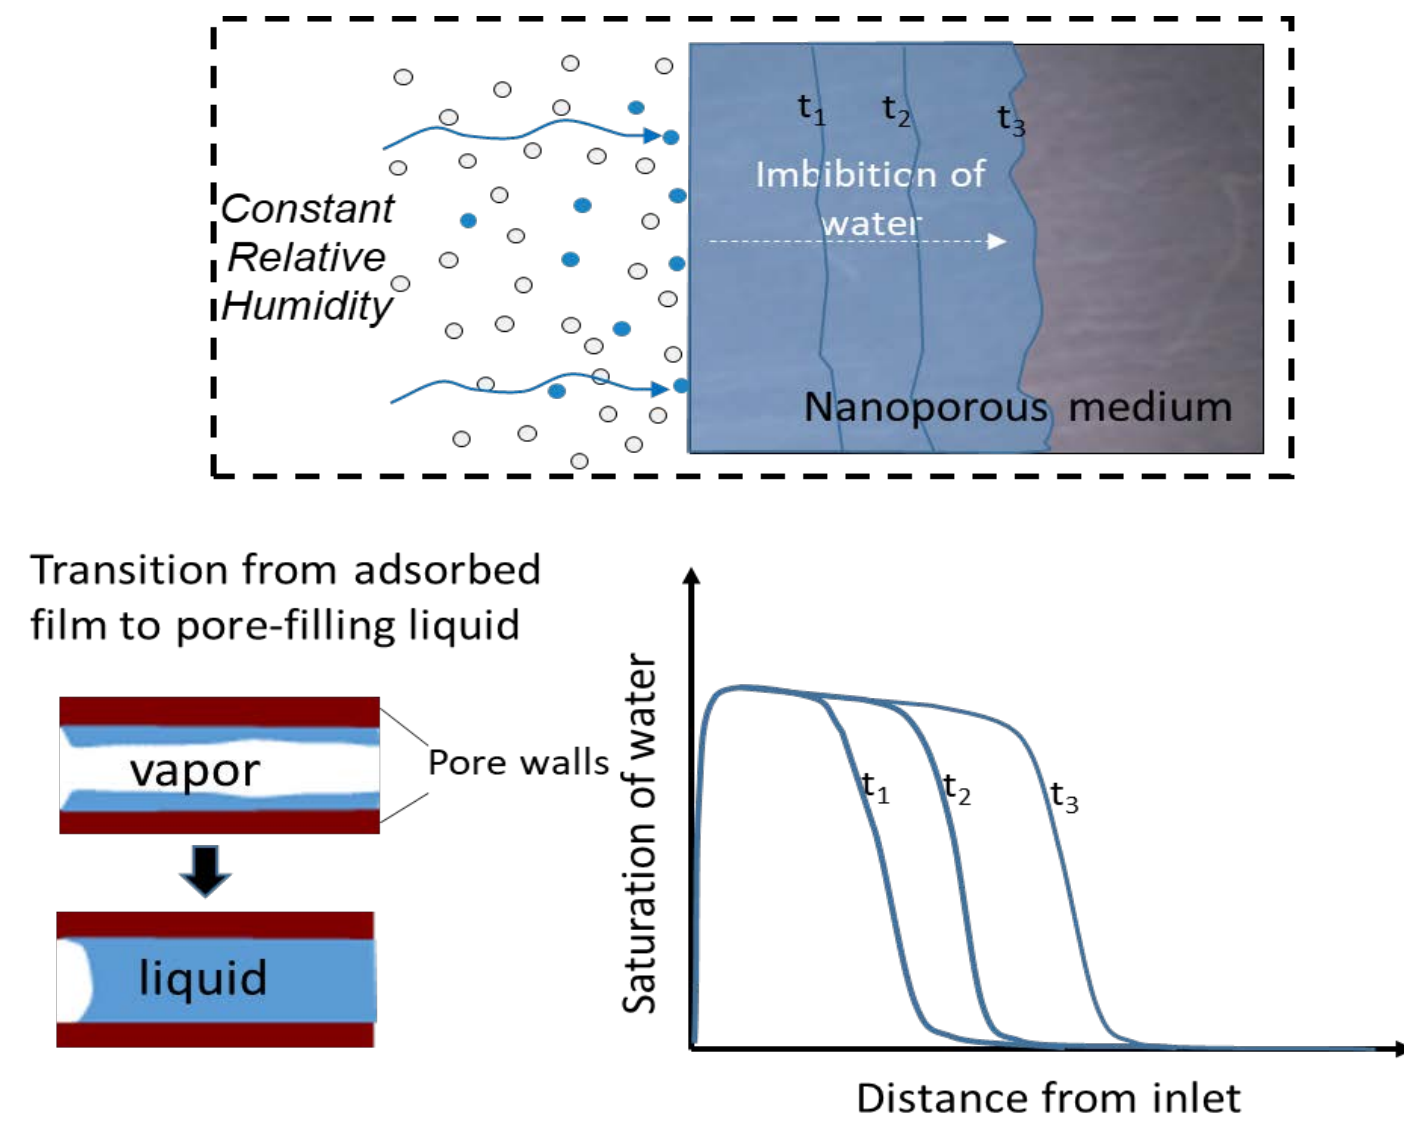 t1
t2
t3
Imbibition of
water
Constant
Relative
Humidity
Nanoporous medium
Transition from adsorbed
film to pore-filling liquid
vapor
Pore walls
liquid
Saturation of water
t1
t2
t3
Distance from inlet